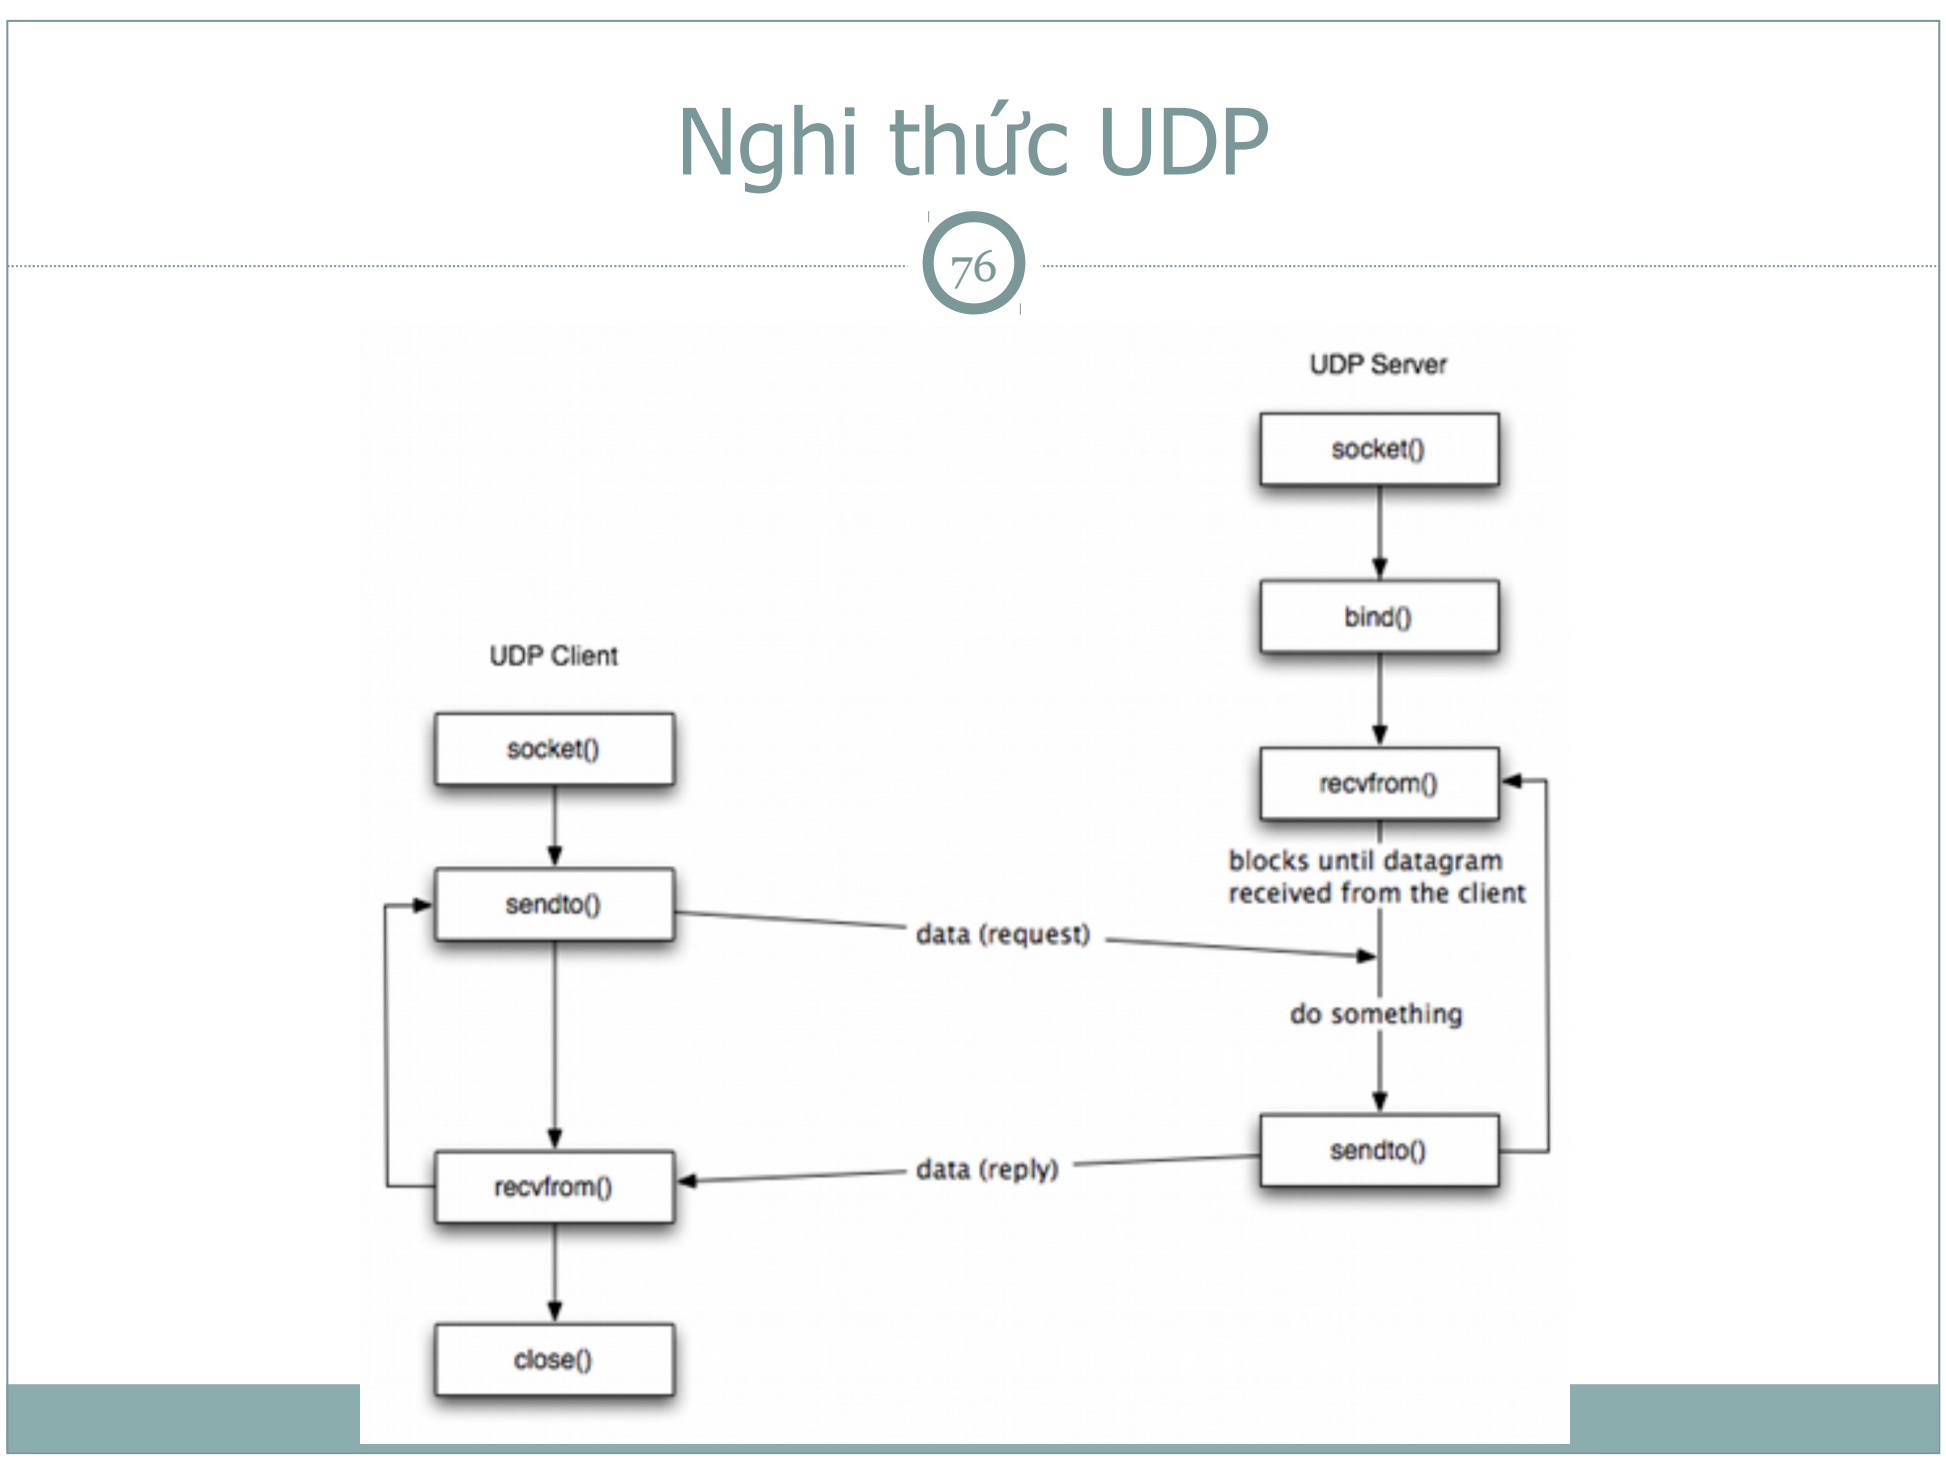 Nghi thức UDP
76
UDP Server
socket()
bind()
UDP Client
socket()
recvfrom()
blocks until datagram
received from the client
sendto()
data (request)
do something
sendto()
data (reply)
recvfrom()
close()